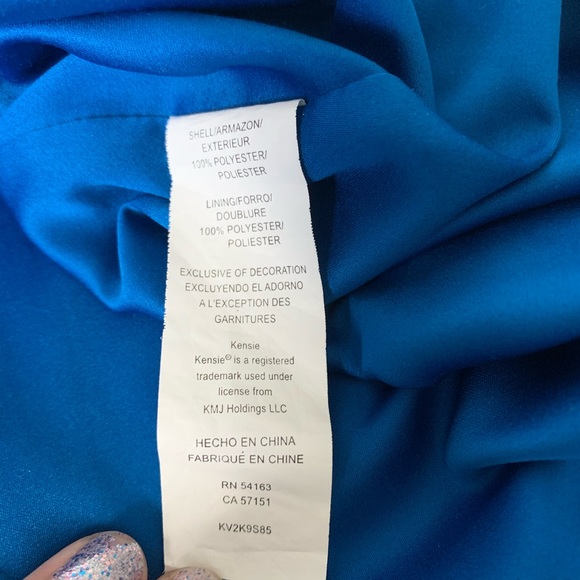 SHELL/ARMAZON/
EXTERIEUR
100% POLYESTER/
POLIESTER
LINING/FORRO/
DOUBLURE
100% POLYESTER/
POLIESTER
EXCLUSIVE OF DECORATION
EXCLUYENDO EL ADORNO
A L'EXCEPTION DES
GARNITURES
Kensie
Kensie® is a registered
trademark used under
license from
KMJ Holdings LLC
HECHO EN CHINA
FABRIQUÉ EN CHINE
RN 54163
CA 57151
KV2K9S85